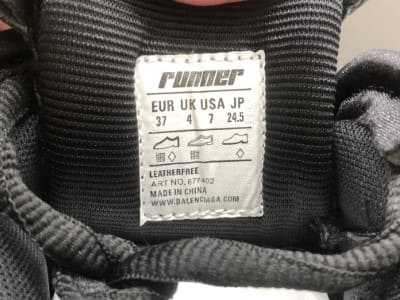 runner
EUR UK USA JP
37 4 7 24.5
LEATHERFREE
ART NO. 677402
MADE IN CHINA
WWW.BALENCIAGA.COM